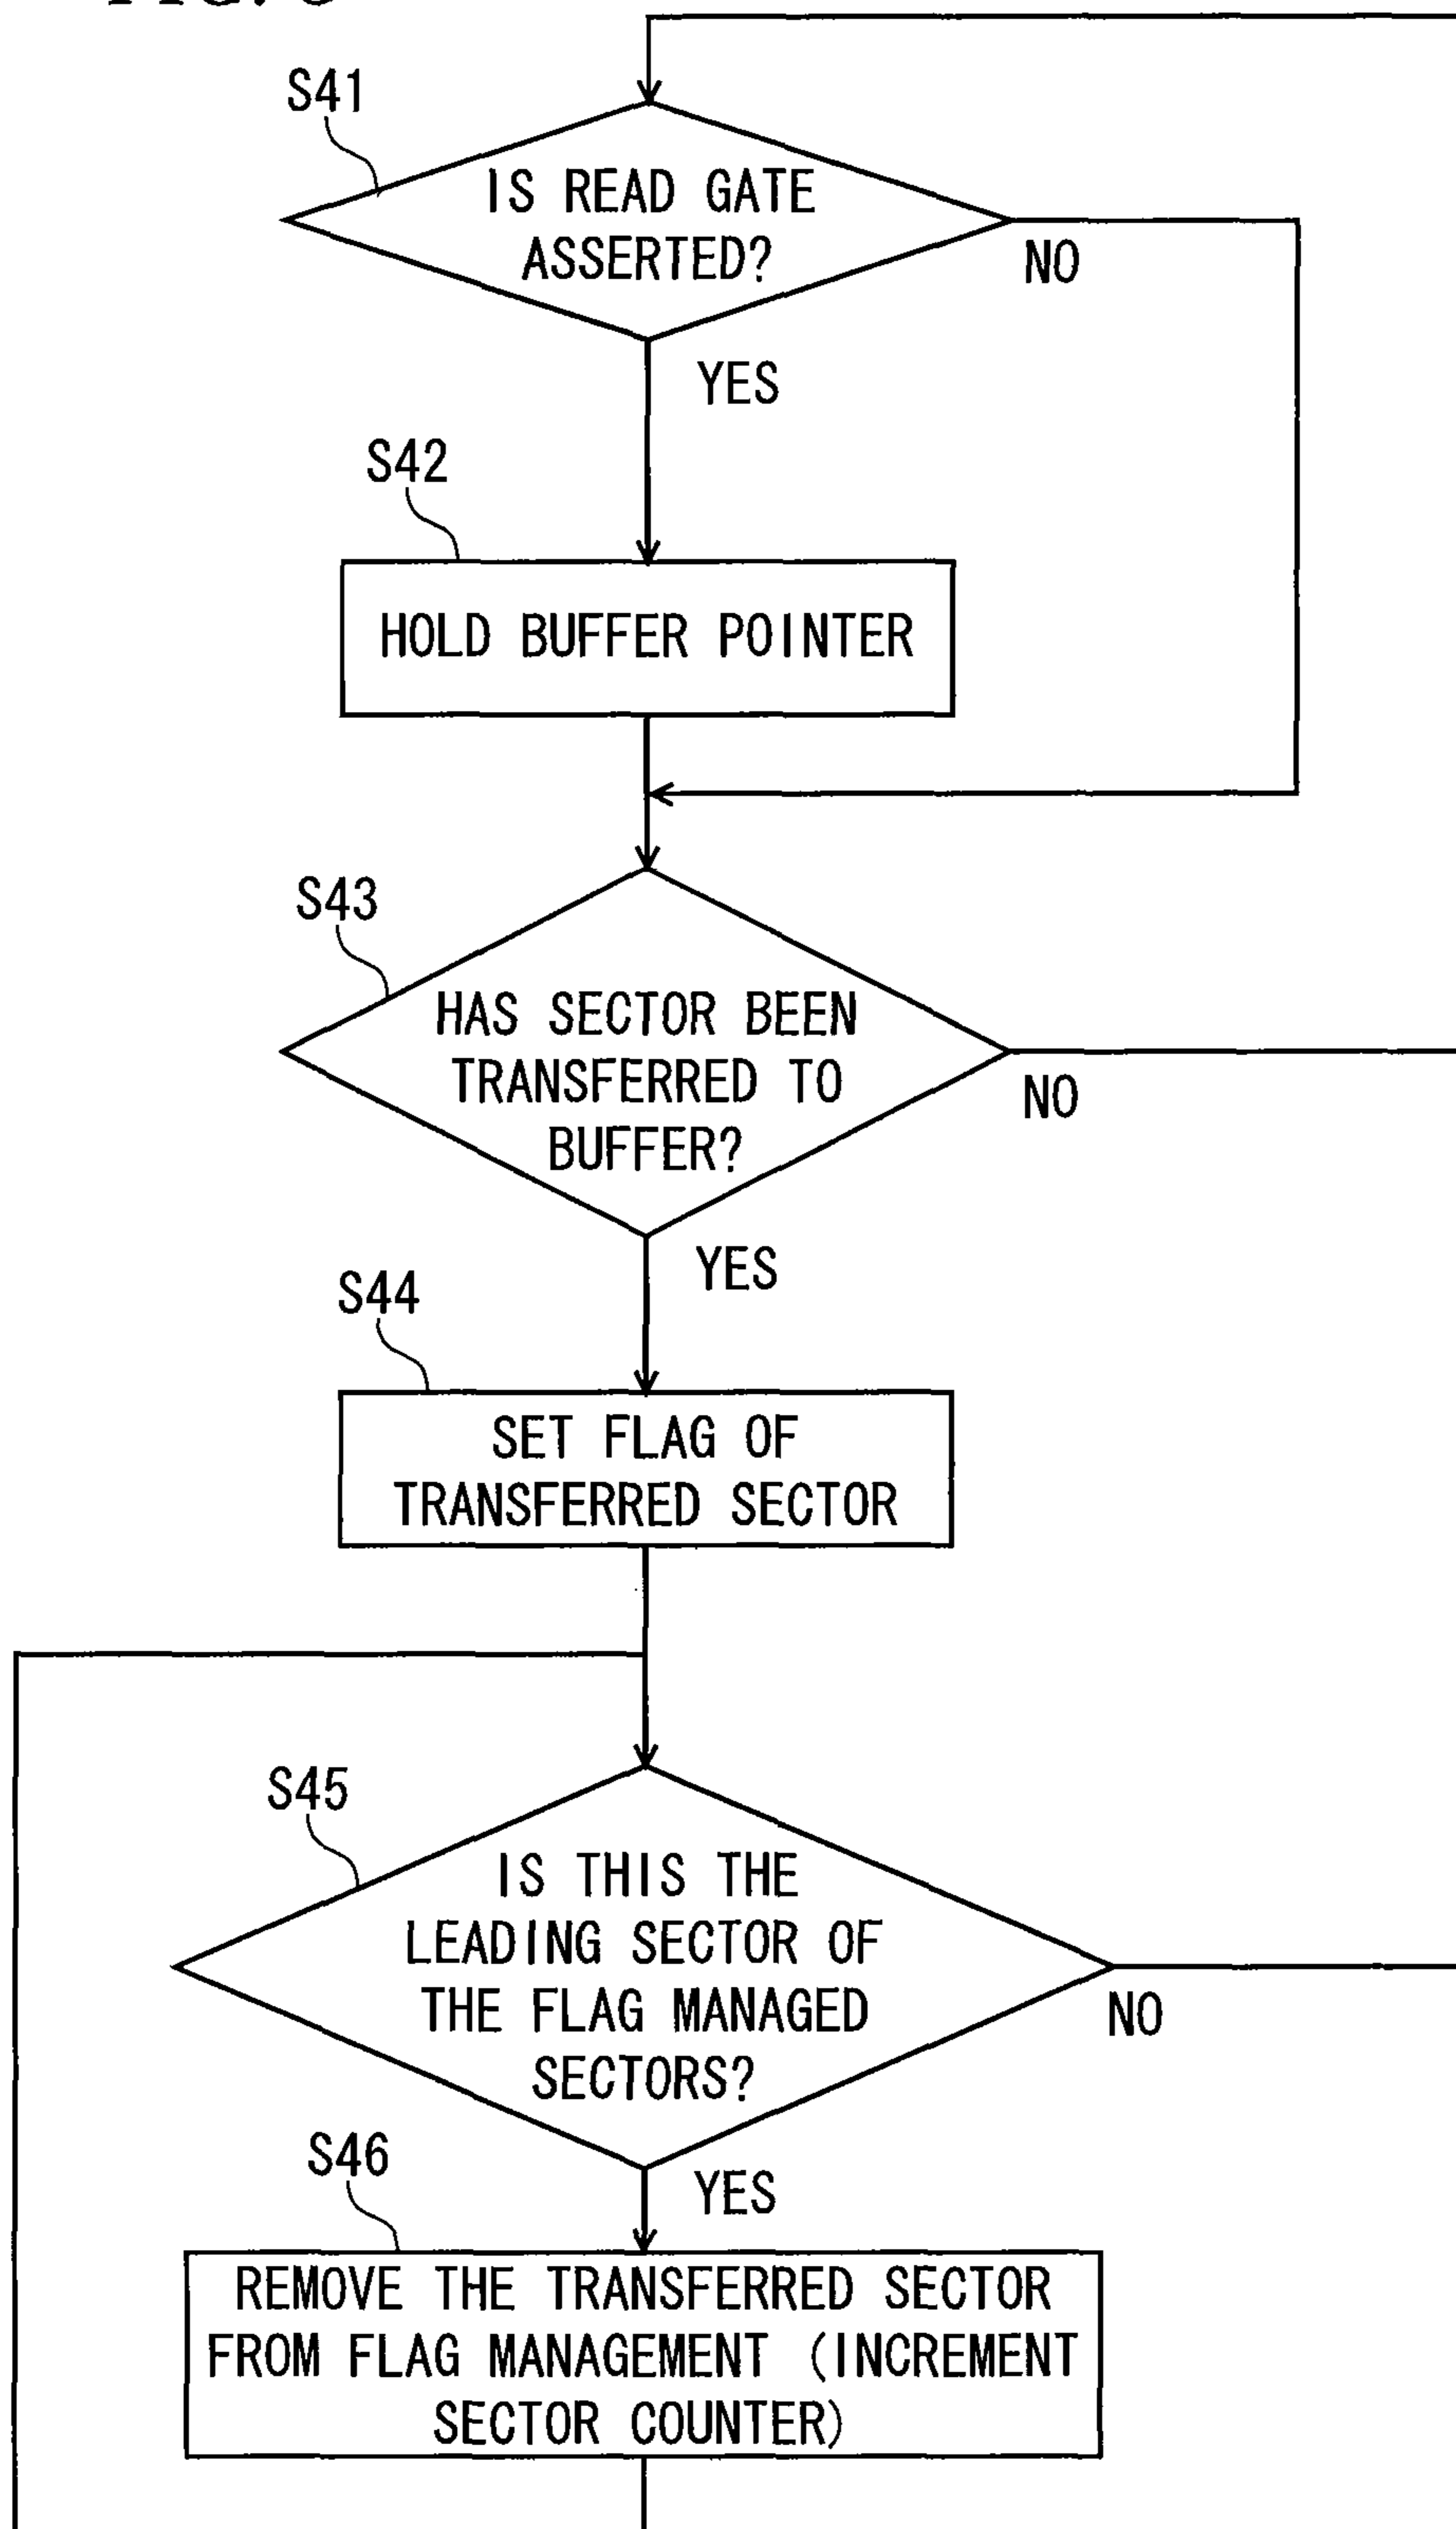 S41
IS READ GATE
ASSERTED?
NO
YES
S42
HOLD BUFFER POINTER
S43
HAS SECTOR BEEN
TRANSFERRED TO
BUFFER?
NO
YES
S44
SET FLAG OF
TRANSFERRED SECTOR
S45
IS THIS THE
LEADING SECTOR OF
THE FLAG MANAGED
SECTORS?
NO
S46
YES
REMOVE THE TRANSFERRED SECTOR
FROM FLAG MANAGEMENT (INCREMENT
SECTOR COUNTER)